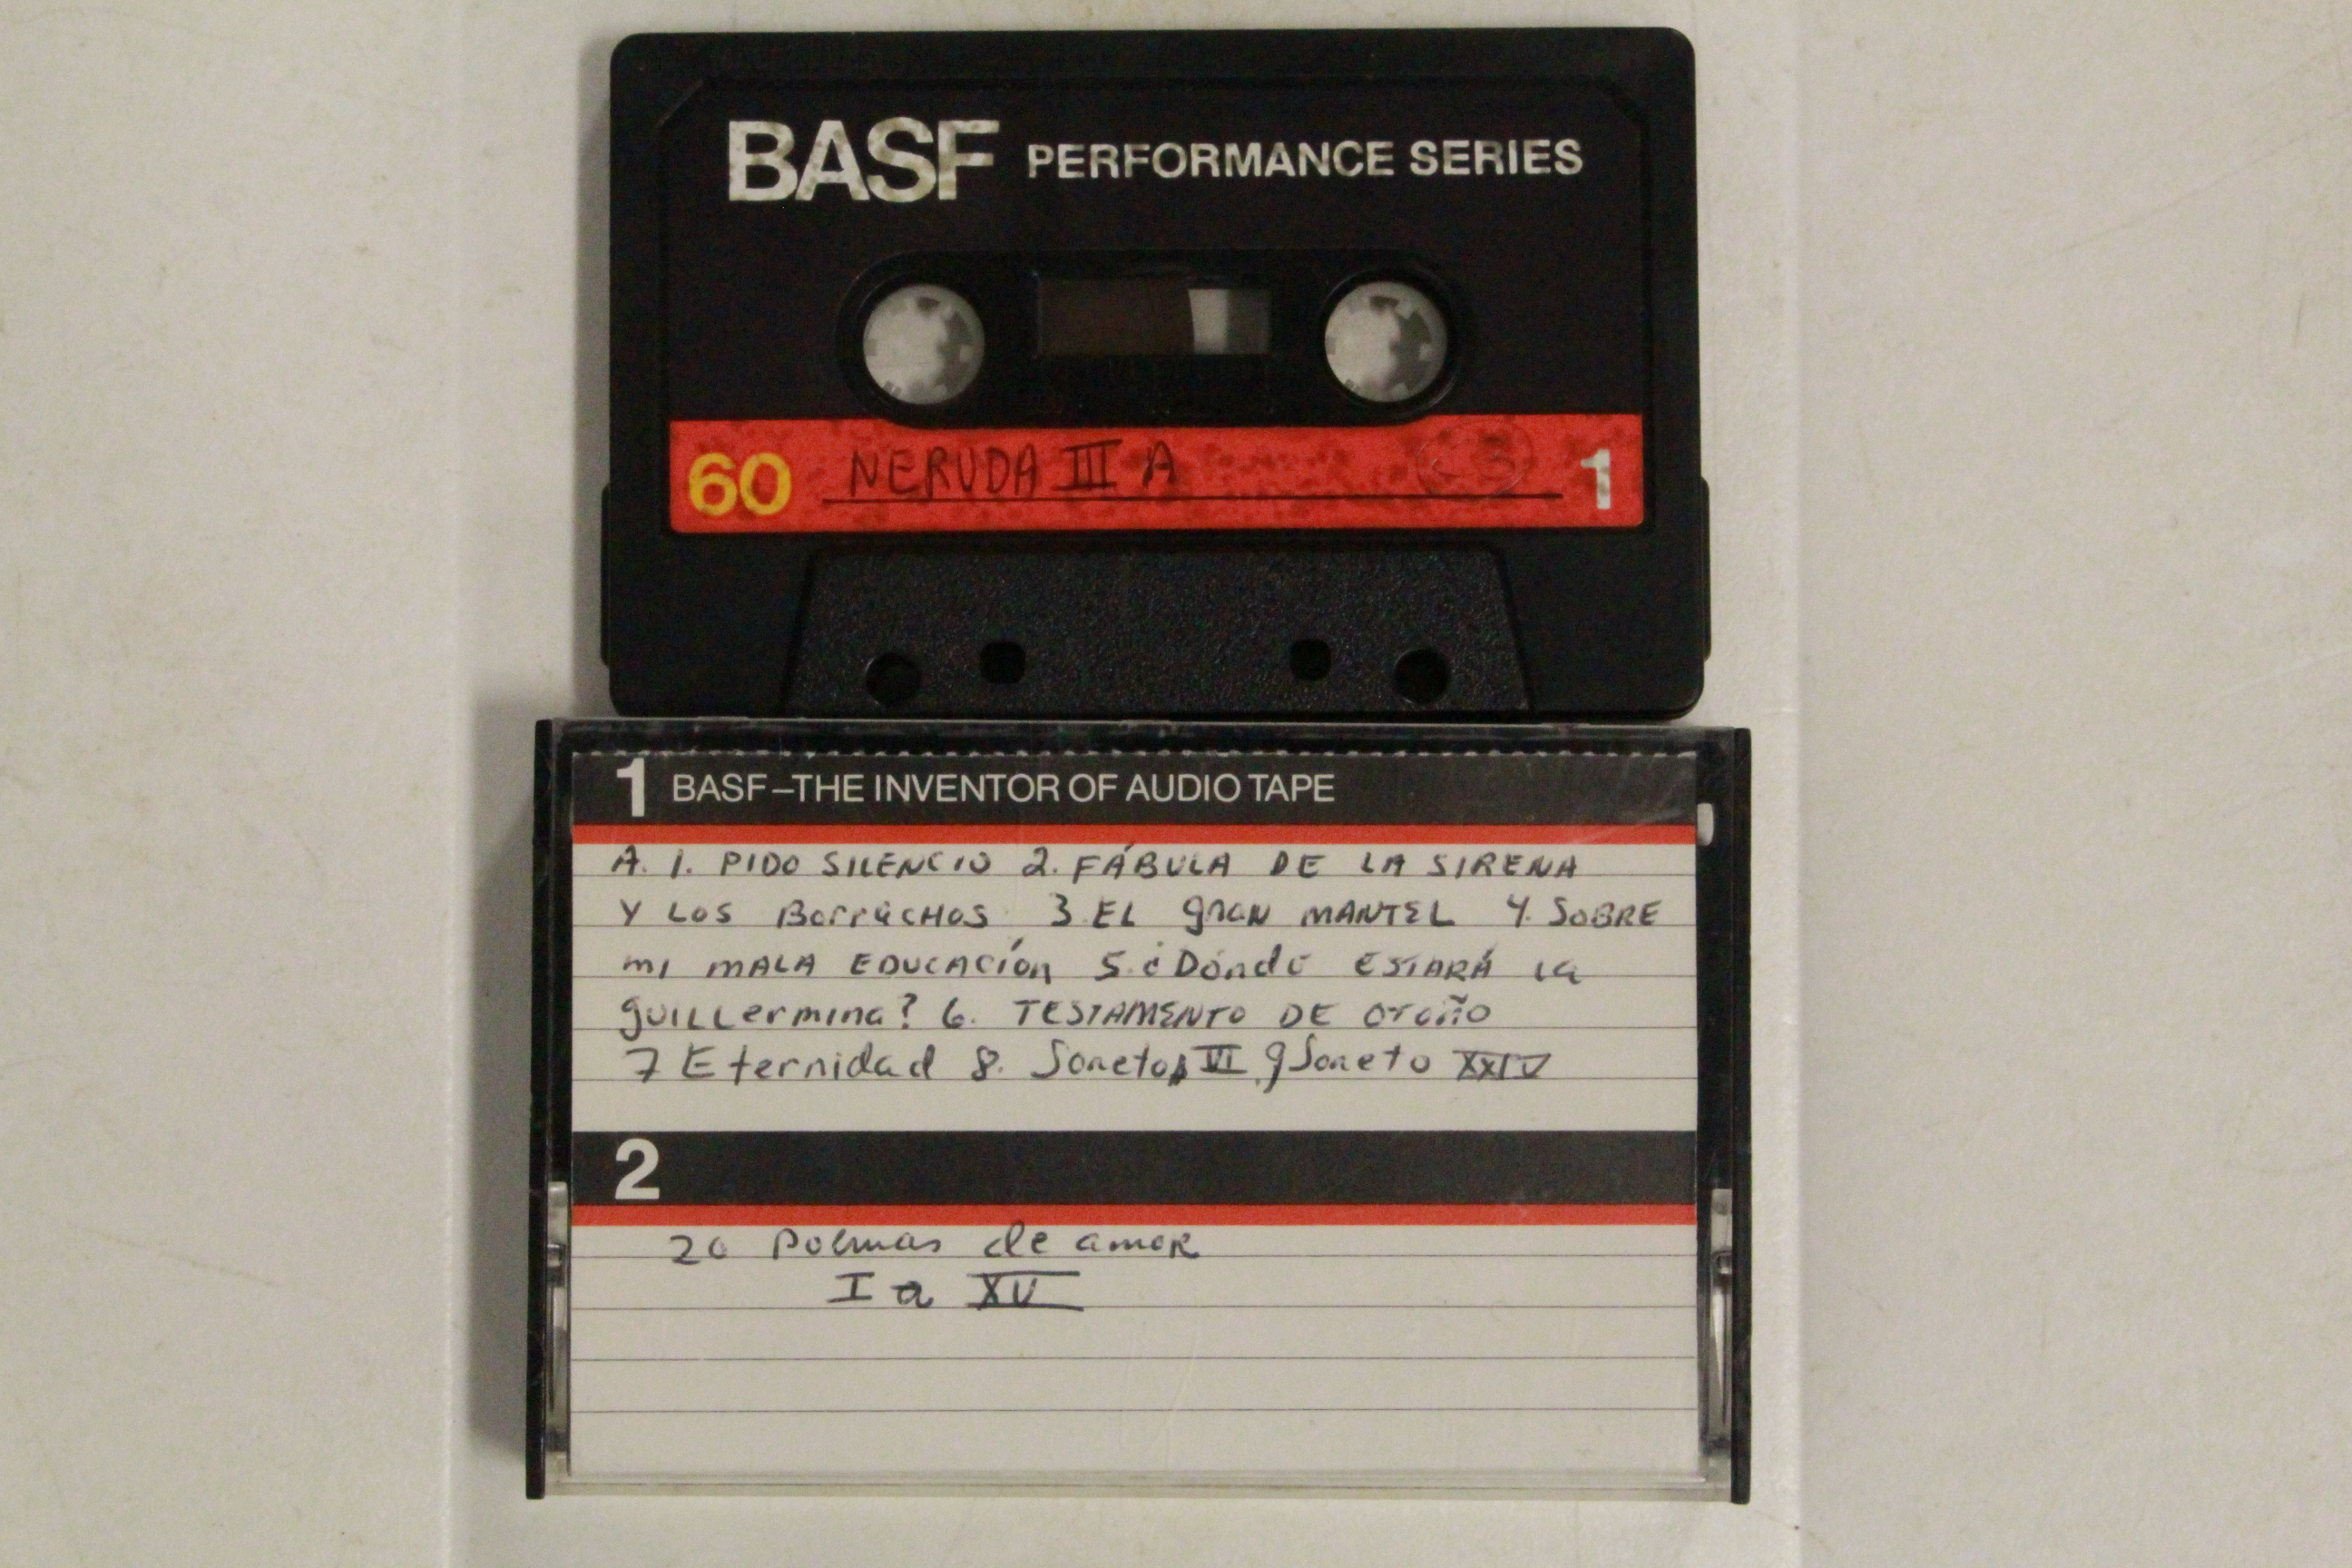 BASF PERFORMANCE SERIES
60 NERUDA III A 1
1 BASF–THE INVENTOR OF AUDIO TAPE
A. 1. PIDO SILENCIO 2. FÁBULA DE LA SIRENA
Y LOS BorrachOS 3 EL gran MANTEL 4. SOBRE
mi MALA EDUCACión 5. ¿Dónde ESTARÁ la
guILLermina? 6. TESTAMENTO DE OTOÑO
7 Eternidad 8. Soneto VI 9 Soneto XXIV
2
20 poemas de amor
I a XV